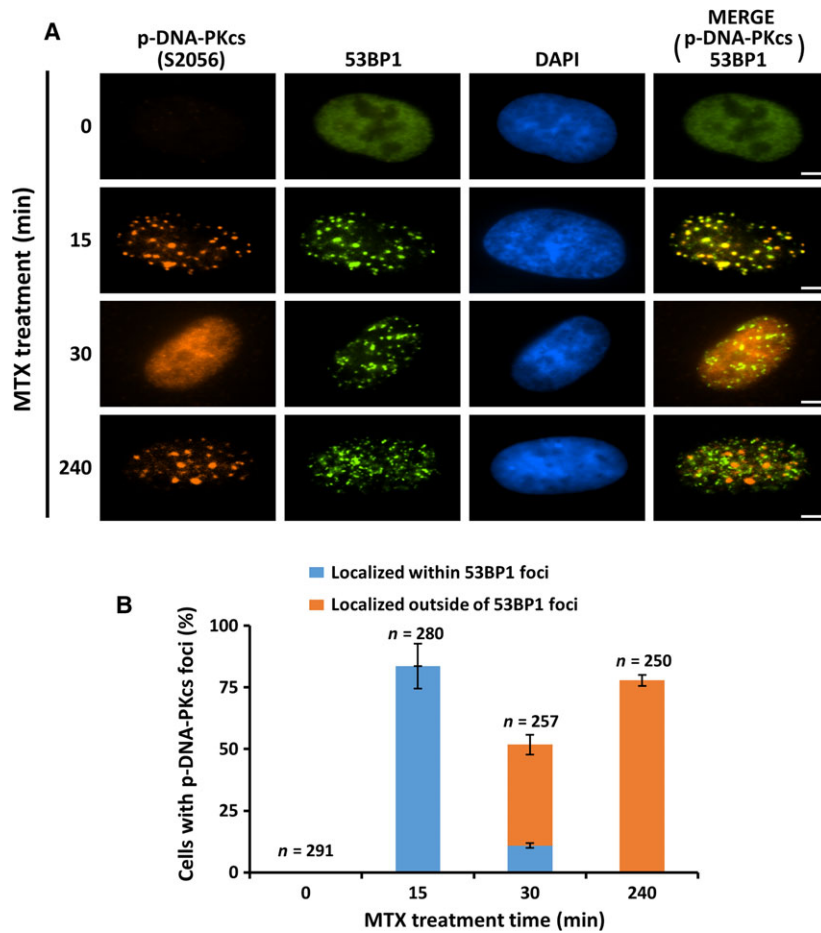 A
p-DNA-PKcs
(S2056)
53BP1
DAPI
MERGE
( p-DNA-PKcs )
53BP1
MTX treatment (min)
0
15
30
240
B
Localized within 53BP1 foci
Localized outside of 53BP1 foci
Cells with p-DNA-PKcs foci (%)
100
75
50
25
0
n = 291
n = 280
n = 257
n = 250
0 15 30 240
MTX treatment time (min)